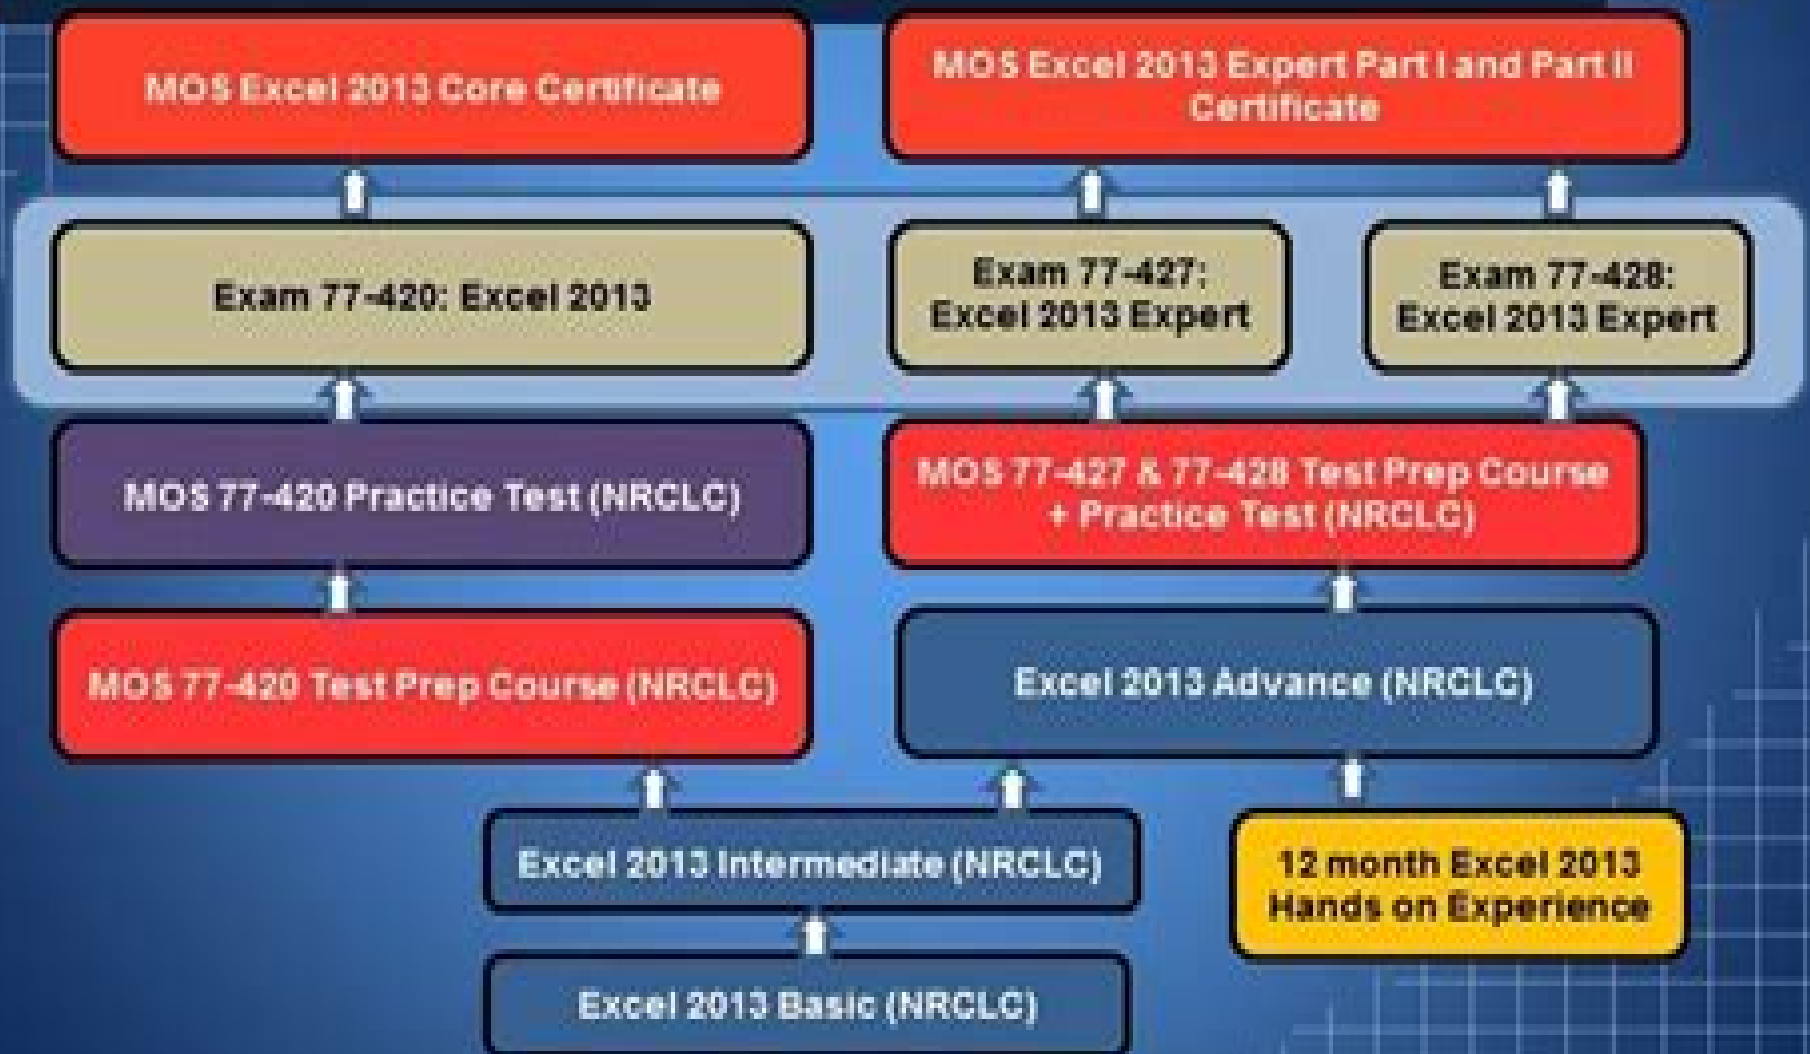 MOS Excel 2013 Core Certificate
MOS Excel 2013 Expert Part I and Part II
Certificate
Exam 77-420: Excel 2013
Exam 77-427:
Excel 2013 Expert
Exam 77-428:
Excel 2013 Expert
MOS 77-420 Practice Test (NRCLC)
MOS 77-427 & 77-428 Test Prep Course
+ Practice Test (NRCLC)
MOS 77-420 Test Prep Course (NRCLC)
Excel 2013 Advance (NRCLC)
Excel 2013 Intermediate (NRCLC)
12 month Excel 2013
Hands on Experience
Excel 2013 Basic (NRCLC)